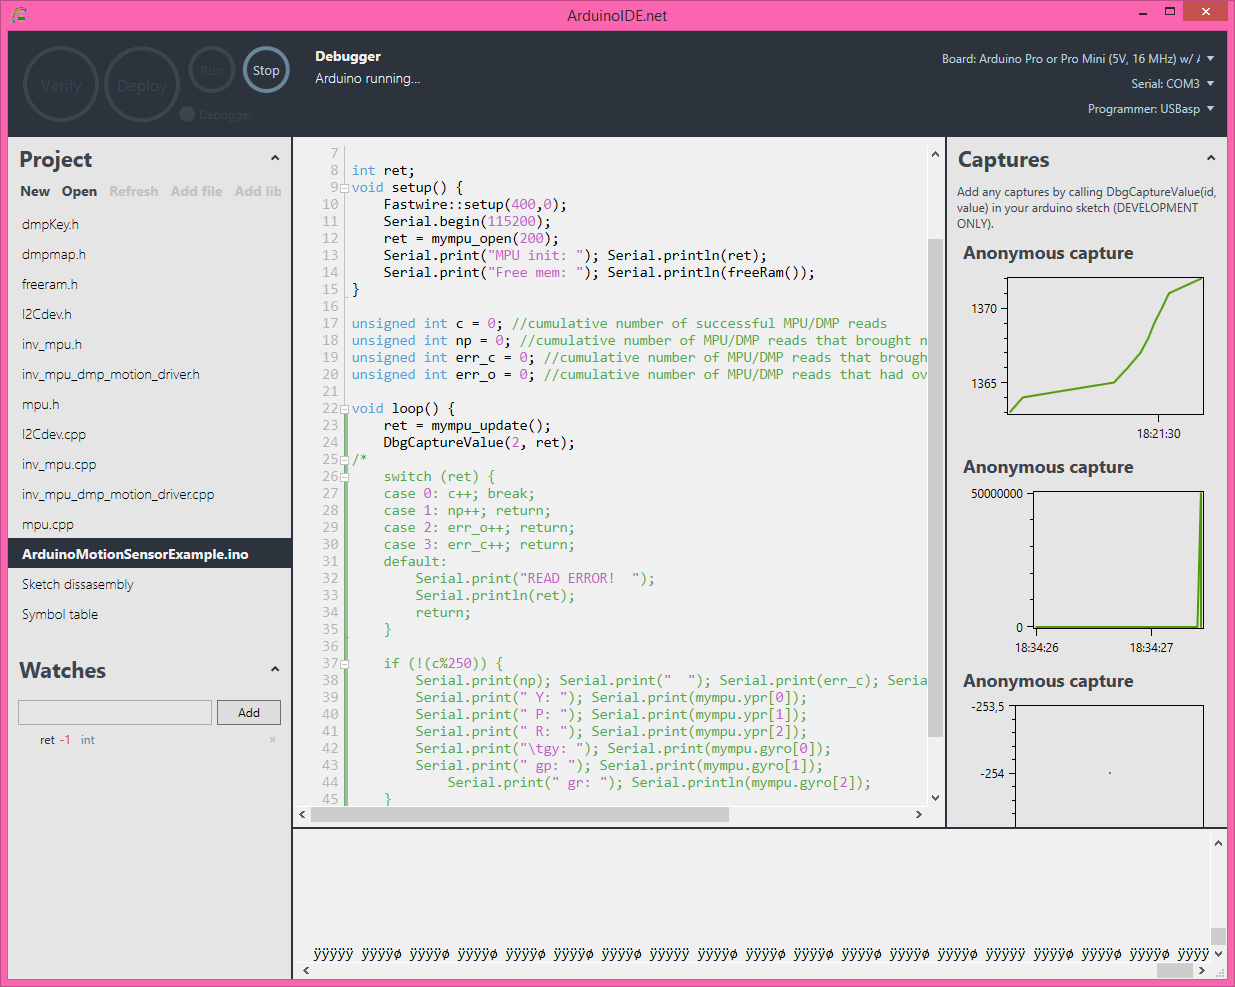 ArduinoIDE.net
Verify
Deploy
Run
Stop
Debugger
Debugger
Arduino running...
Board: Arduino Pro or Pro Mini (5V, 16 MHz) w/
Serial: COM3
Programmer: USBasp
Project
New Open Refresh Add file Add lib
dmpKey.h
dmpmap.h
freeram.h
I2Cdev.h
inv_mpu.h
inv_mpu_dmp_motion_driver.h
mpu.h
I2Cdev.cpp
inv_mpu.cpp
inv_mpu_dmp_motion_driver.cpp
mpu.cpp
ArduinoMotionSensorExample.ino
Sketch dissasembly
Symbol table
Watches
Add
ret -1 int ×
7
8 int ret;
9 void setup() {
10 Fastwire::setup(400,0);
11 Serial.begin(115200);
12 ret = mympu_open(200);
13 Serial.print("MPU init: "); Serial.println(ret);
14 Serial.print("Free mem: "); Serial.println(freeRam());
15 }
16
17 unsigned int c = 0; //cumulative number of successful MPU/DMP reads
18 unsigned int np = 0; //cumulative number of MPU/DMP reads that brought n
19 unsigned int err_c = 0; //cumulative number of MPU/DMP reads that brough
20 unsigned int err_o = 0; //cumulative number of MPU/DMP reads that had ov
21
22 void loop() {
23 ret = mympu_update();
24 DbgCaptureValue(2, ret);
25 /*
26 switch (ret) {
27 case 0: c++; break;
28 case 1: np++; return;
29 case 2: err_o++; return;
30 case 3: err_c++; return;
31 default:
32 Serial.print("READ ERROR!  ");
33 Serial.println(ret);
34 return;
35 }
36
37 if (!(c%250)) {
38 Serial.print(np); Serial.print("  "); Serial.print(err_c); Seria
39 Serial.print(" Y: "); Serial.print(mympu.ypr[0]);
40 Serial.print(" P: "); Serial.print(mympu.ypr[1]);
41 Serial.print(" R: "); Serial.print(mympu.ypr[2]);
42 Serial.print("\tgy: "); Serial.print(mympu.gyro[0]);
43 Serial.print(" gp: "); Serial.print(mympu.gyro[1]);
44 Serial.print(" gr: "); Serial.println(mympu.gyro[2]);
45 }
Captures
Add any captures by calling DbgCaptureValue(id,
value) in your arduino sketch (DEVELOPMENT
ONLY).
Anonymous capture
1370
1365
18:21:30
Anonymous capture
50000000
0
18:34:26 18:34:27
Anonymous capture
-253,5
-254
ÿÿÿÿÿ ÿÿÿÿø ÿÿÿÿø ÿÿÿÿø ÿÿÿÿø ÿÿÿÿø ÿÿÿÿø ÿÿÿÿÿ ÿÿÿÿø ÿÿÿÿø ÿÿÿÿø ÿÿÿÿø ÿÿÿÿø ÿÿÿÿø ÿÿÿÿÿ ÿÿÿÿø ÿÿÿÿø ÿÿÿÿø ÿÿÿÿ